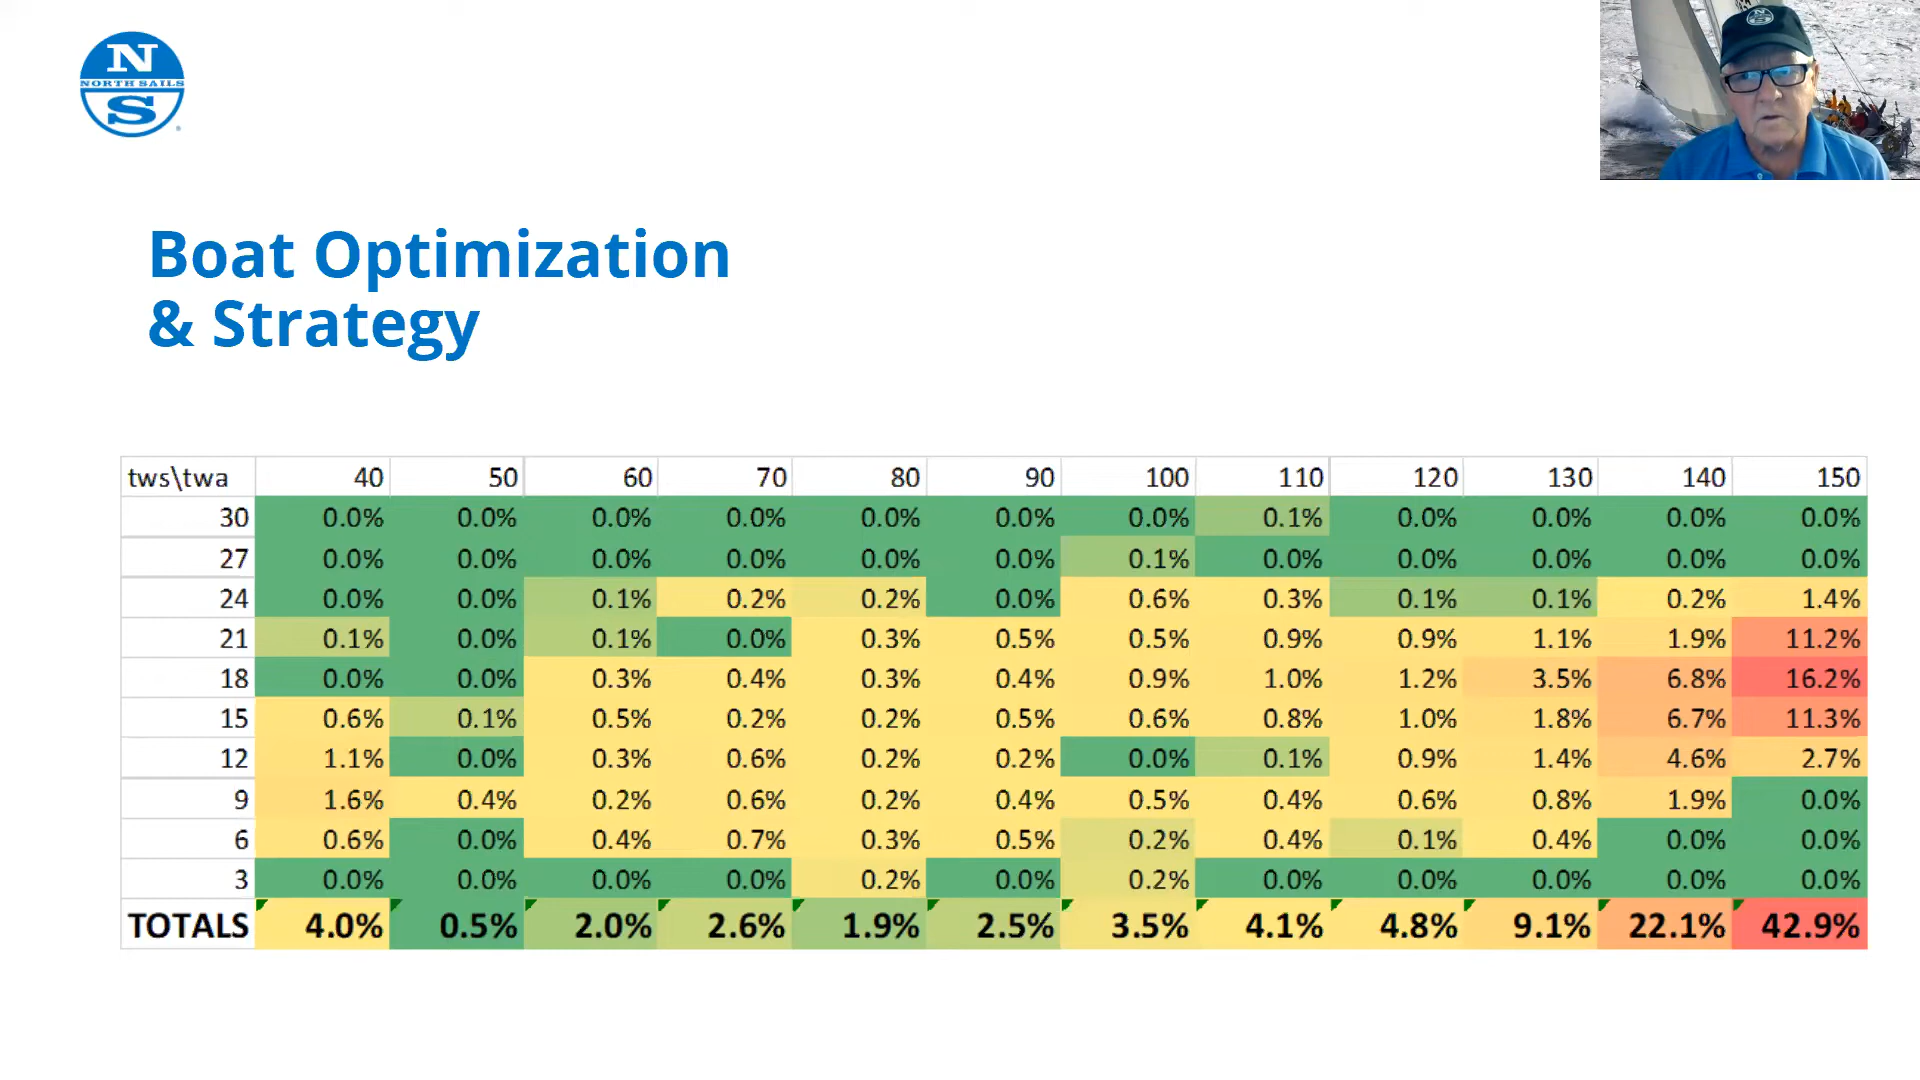 N
NORTH SAILS
S
Boat Optimization
& Strategy
tws\twa 40 50 60 70 80 90 100 110 120 130 140 150
30 0.0% 0.0% 0.0% 0.0% 0.0% 0.0% 0.0% 0.1% 0.0% 0.0% 0.0% 0.0%
27 0.0% 0.0% 0.0% 0.0% 0.0% 0.0% 0.1% 0.0% 0.0% 0.0% 0.0% 0.0%
24 0.0% 0.0% 0.1% 0.2% 0.2% 0.0% 0.6% 0.3% 0.1% 0.1% 0.2% 1.4%
21 0.1% 0.0% 0.1% 0.0% 0.3% 0.5% 0.5% 0.9% 0.9% 1.1% 1.9% 11.2%
18 0.0% 0.0% 0.3% 0.4% 0.3% 0.4% 0.9% 1.0% 1.2% 3.5% 6.8% 16.2%
15 0.6% 0.1% 0.5% 0.2% 0.2% 0.5% 0.6% 0.8% 1.0% 1.8% 6.7% 11.3%
12 1.1% 0.0% 0.3% 0.6% 0.2% 0.2% 0.0% 0.1% 0.9% 1.4% 4.6% 2.7%
9 1.6% 0.4% 0.2% 0.6% 0.2% 0.4% 0.5% 0.4% 0.6% 0.8% 1.9% 0.0%
6 0.6% 0.0% 0.4% 0.7% 0.3% 0.5% 0.2% 0.4% 0.1% 0.4% 0.0% 0.0%
3 0.0% 0.0% 0.0% 0.0% 0.2% 0.0% 0.2% 0.0% 0.0% 0.0% 0.0% 0.0%
TOTALS 4.0% 0.5% 2.0% 2.6% 1.9% 2.5% 3.5% 4.1% 4.8% 9.1% 22.1% 42.9%